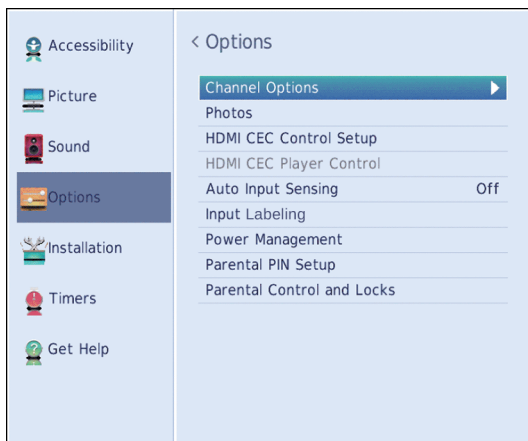 Accessibility
Picture
Sound
Options
Installation
Timers
Get Help
< Options
Channel Options
Photos
HDMI CEC Control Setup
HDMI CEC Player Control
Auto Input Sensing Off
Input Labeling
Power Management
Parental PIN Setup
Parental Control and Locks